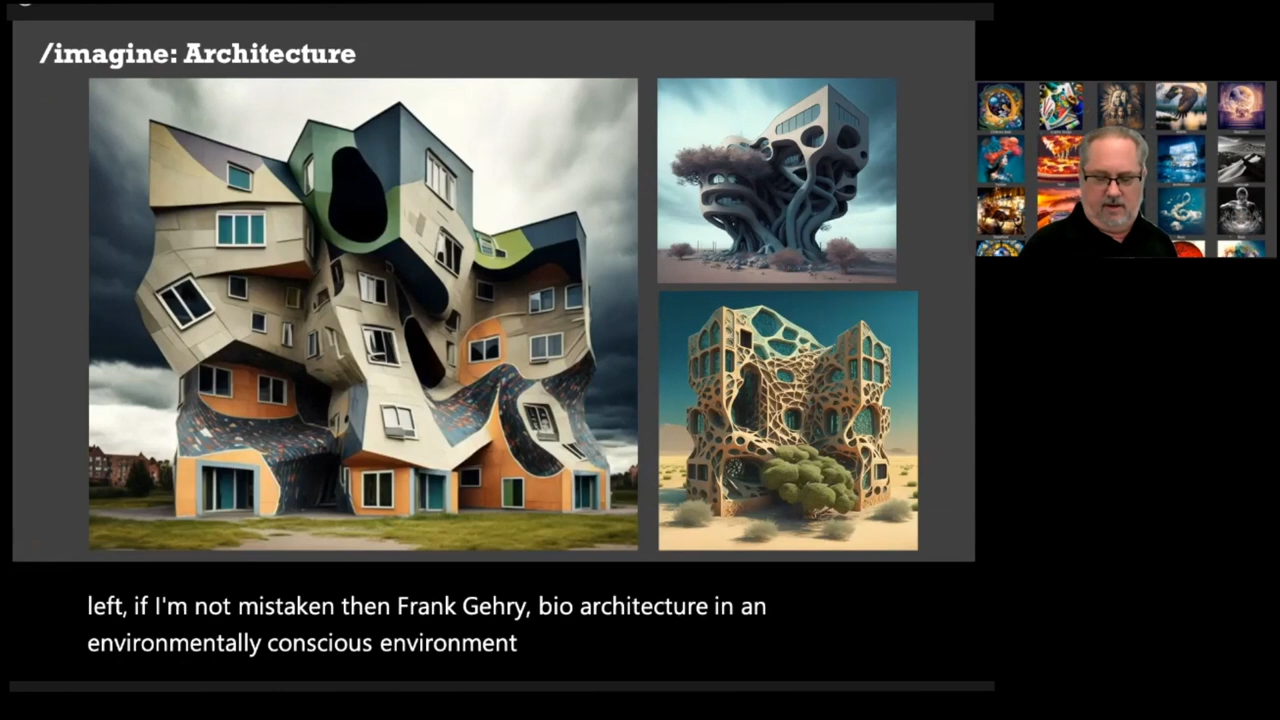 /imagine: Architecture
left, if I'm not mistaken then Frank Gehry, bio architecture in an
environmentally conscious environment